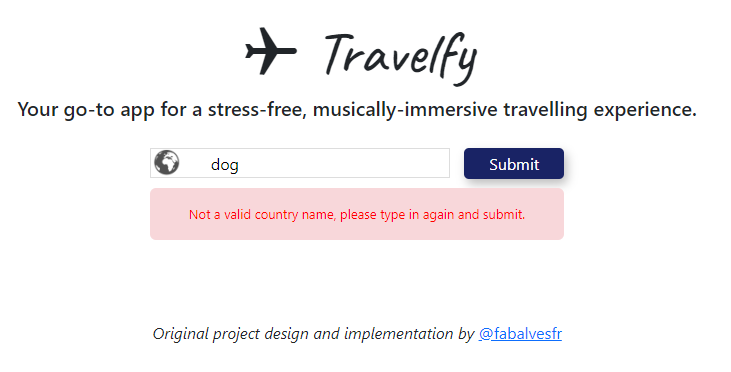 Travelfy
Your go-to app for a stress-free, musically-immersive travelling experience.
dog
Submit
Not a valid country name, please type in again and submit.
Original project design and implementation by @fabalvesfr